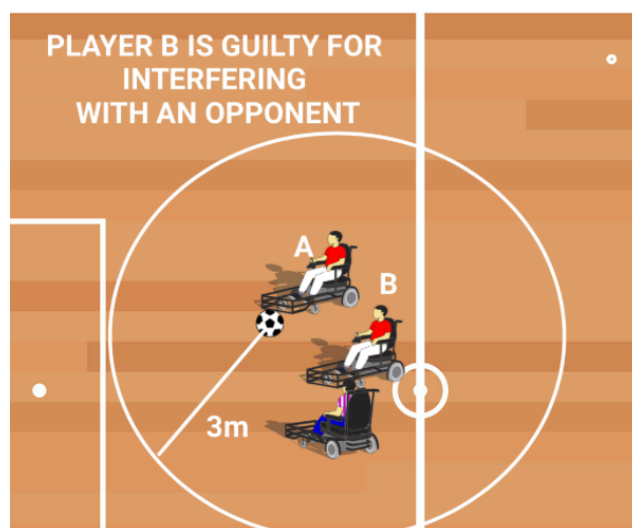 PLAYER B IS GUILTY FOR
INTERFERING
WITH AN OPPONENT
A
B
3m